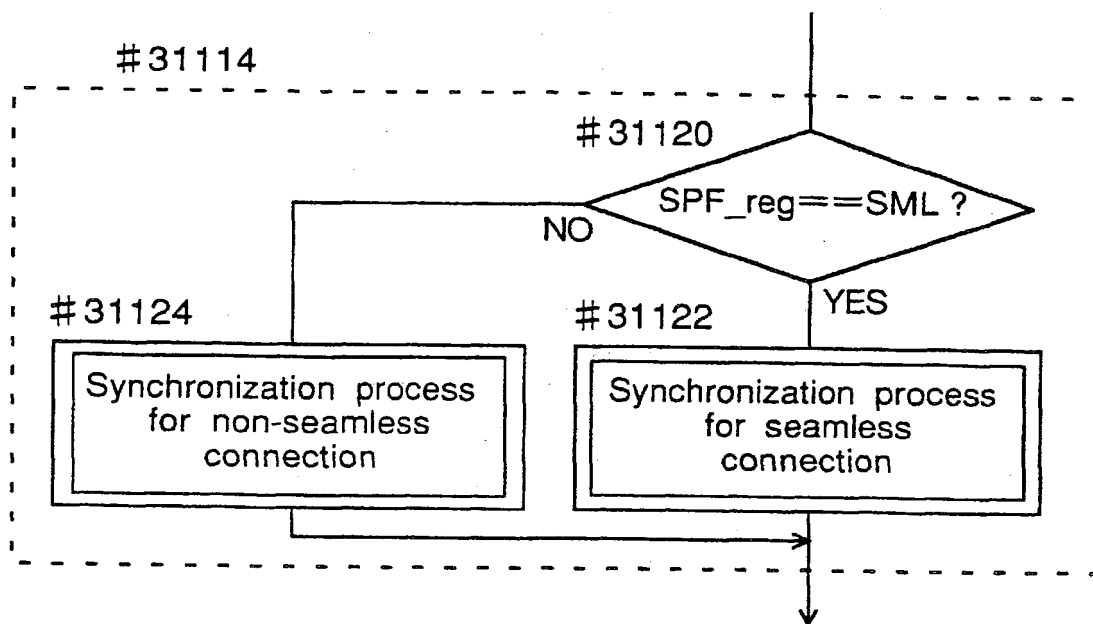 #31114
#31120
SPF_reg==SML ?
NO
YES
#31124
#31122
Synchronization process
for non-seamless
connection
Synchronization process
for seamless
connection